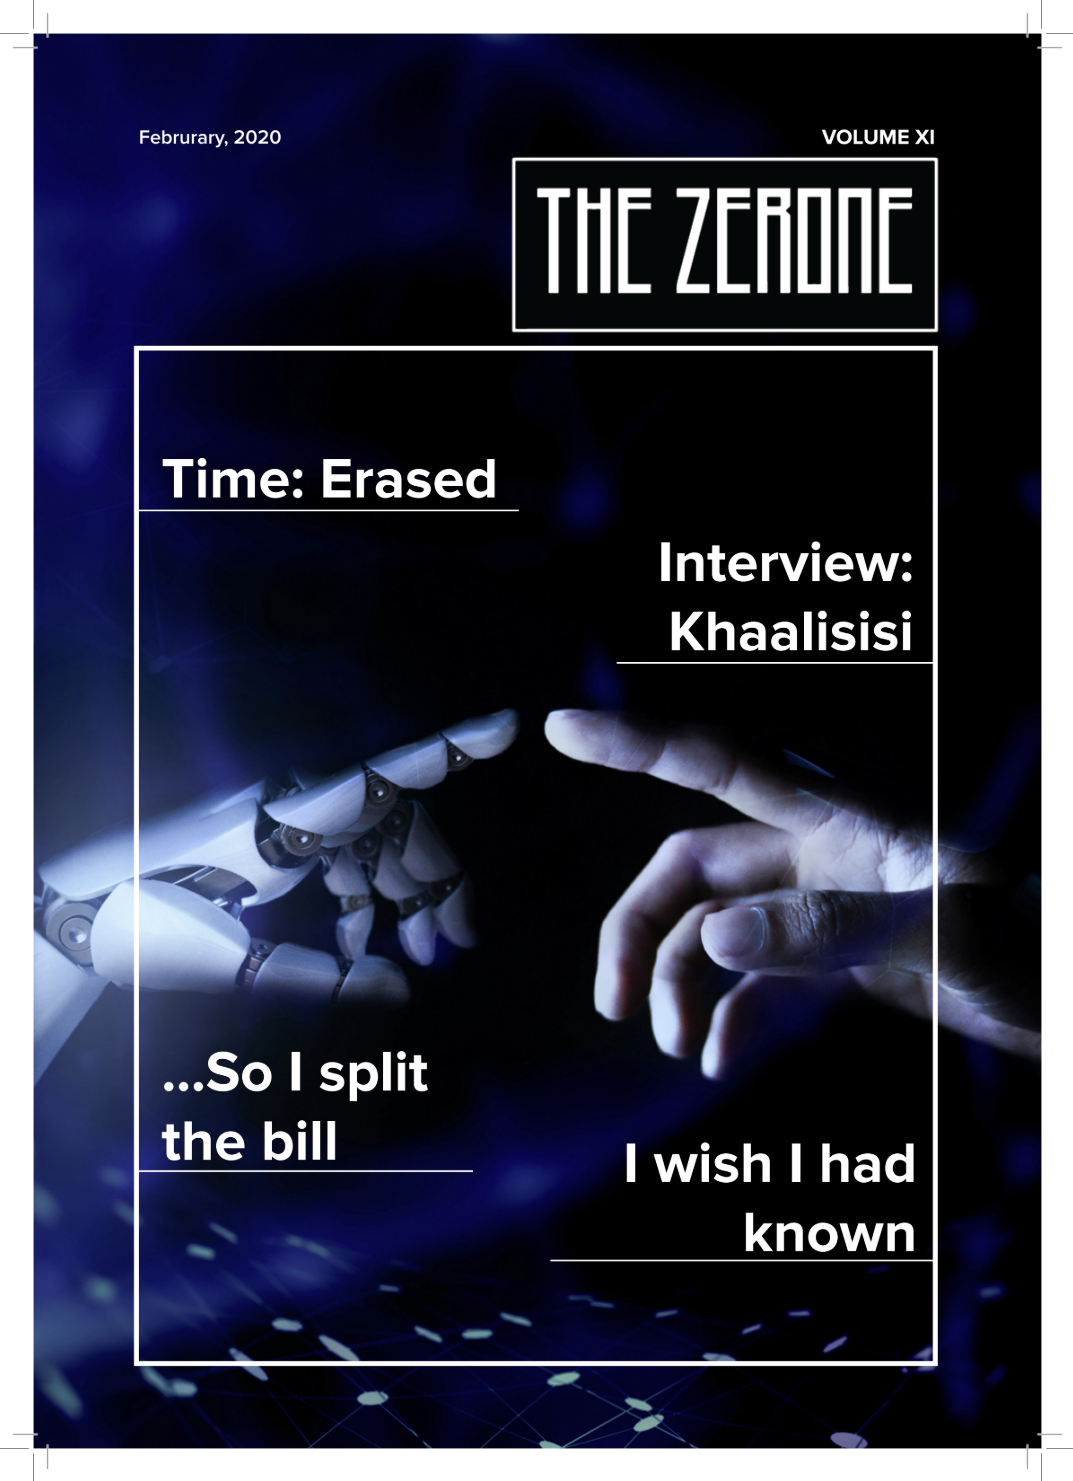 Februrary, 2020
VOLUME XI
THE ZERONE
Time: Erased
Interview:
Khaalisisi
...So I split
the bill
I wish I had
known